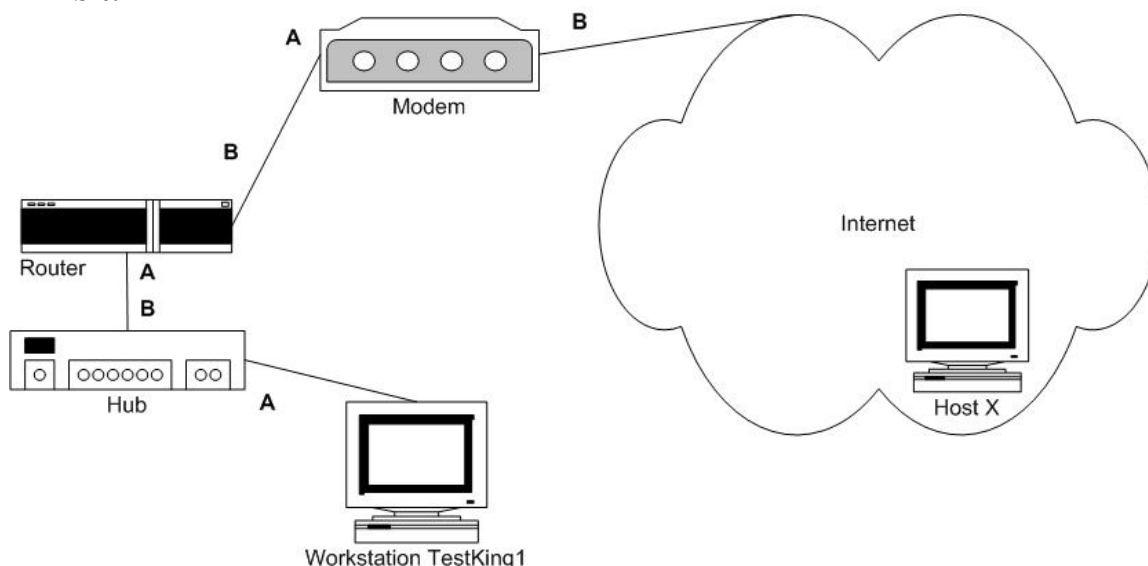 A
B
Modem
B
Internet
Router
A
B
Hub
A
Host X
Workstation TestKing1